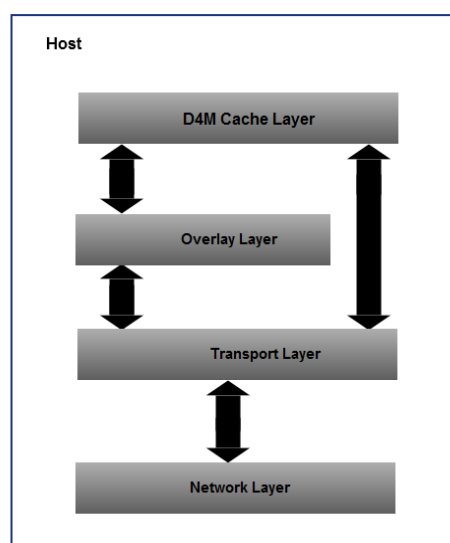 Host
D4M Cache Layer
Overlay Layer
Transport Layer
Network Layer